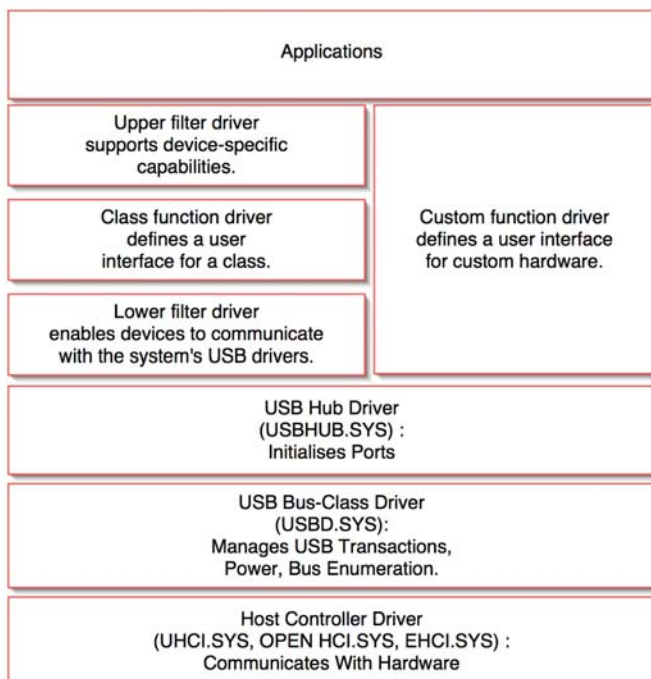 Applications
Upper filter driver
supports device-specific
capabilities.
Class function driver
defines a user
interface for a class.
Lower filter driver
enables devices to communicate
with the system's USB drivers.
Custom function driver
defines a user interface
for custom hardware.
USB Hub Driver
(USBHUB.SYS) :
Initialises Ports
USB Bus-Class Driver
(USBD.SYS):
Manages USB Transactions,
Power, Bus Enumeration.
Host Controller Driver
(UHCI.SYS, OPEN HCI.SYS, EHCI.SYS) :
Communicates With Hardware